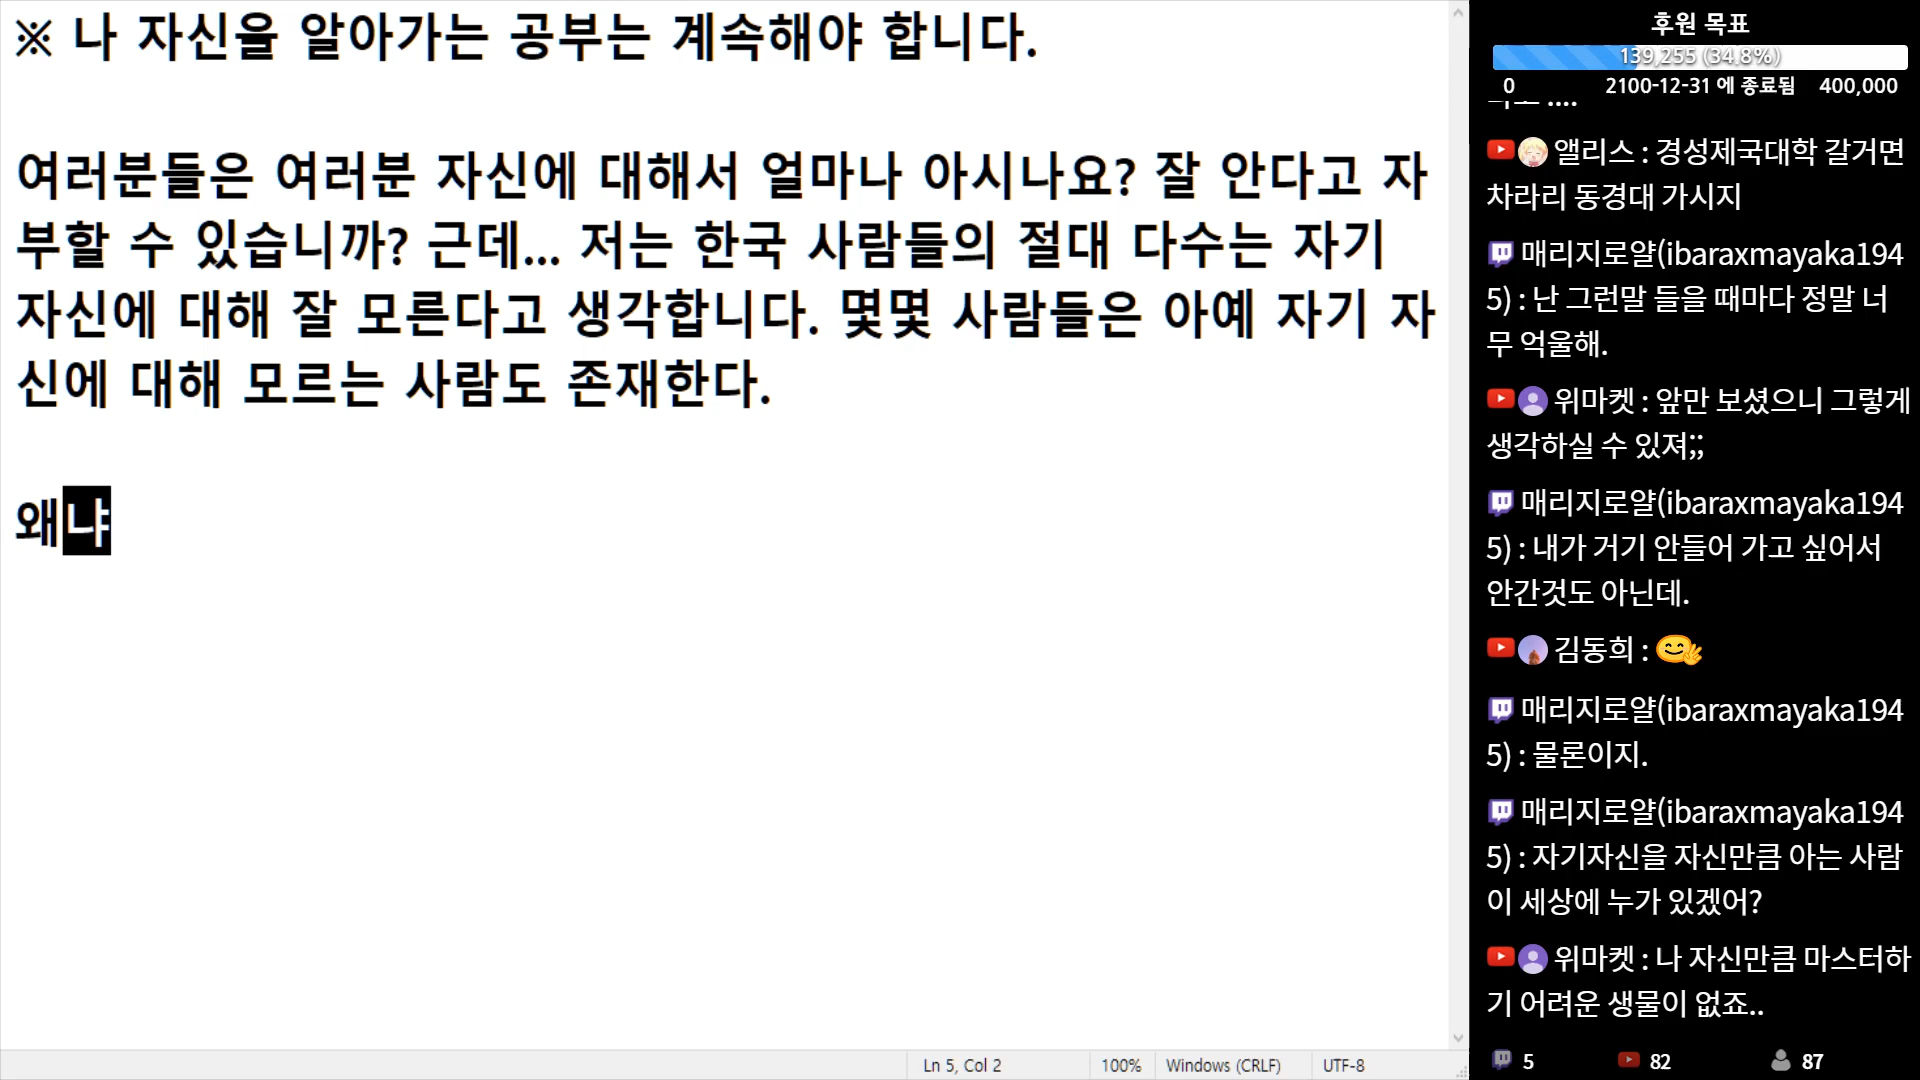 ※ 나 자신을 알아가는 공부는 계속해야 합니다.
여러분들은 여러분 자신에 대해서 얼마나 아시나요? 잘 안다고 자
부할 수 있습니까? 근데... 저는 한국 사람들의 절대 다수는 자기
자신에 대해 잘 모른다고 생각합니다. 몇몇 사람들은 아예 자기 자
신에 대해 모르는 사람도 존재한다.
왜냐
Ln 5, Col 2
100%
Windows (CRLF)
UTF-8
후원 목표
139,255 (34.8%)
0 2100-12-31 에 종료됨 400,000
앨리스 : 경성제국대학 갈거면
차라리 동경대 가시지
매리지로얄(ibaraxmayaka194
5) : 난 그런말 들을 때마다 정말 너
무 억울해.
위마켓 : 앞만 보셨으니 그렇게
생각하실 수 있져;;
매리지로얄(ibaraxmayaka194
5) : 내가 거기 안들어 가고 싶어서
안간것도 아닌데.
김동희 : 
매리지로얄(ibaraxmayaka194
5) : 물론이지.
매리지로얄(ibaraxmayaka194
5) : 자기자신을 자신만큼 아는 사람
이 세상에 누가 있겠어?
위마켓 : 나 자신만큼 마스터하
기 어려운 생물이 없죠..
5 82 87